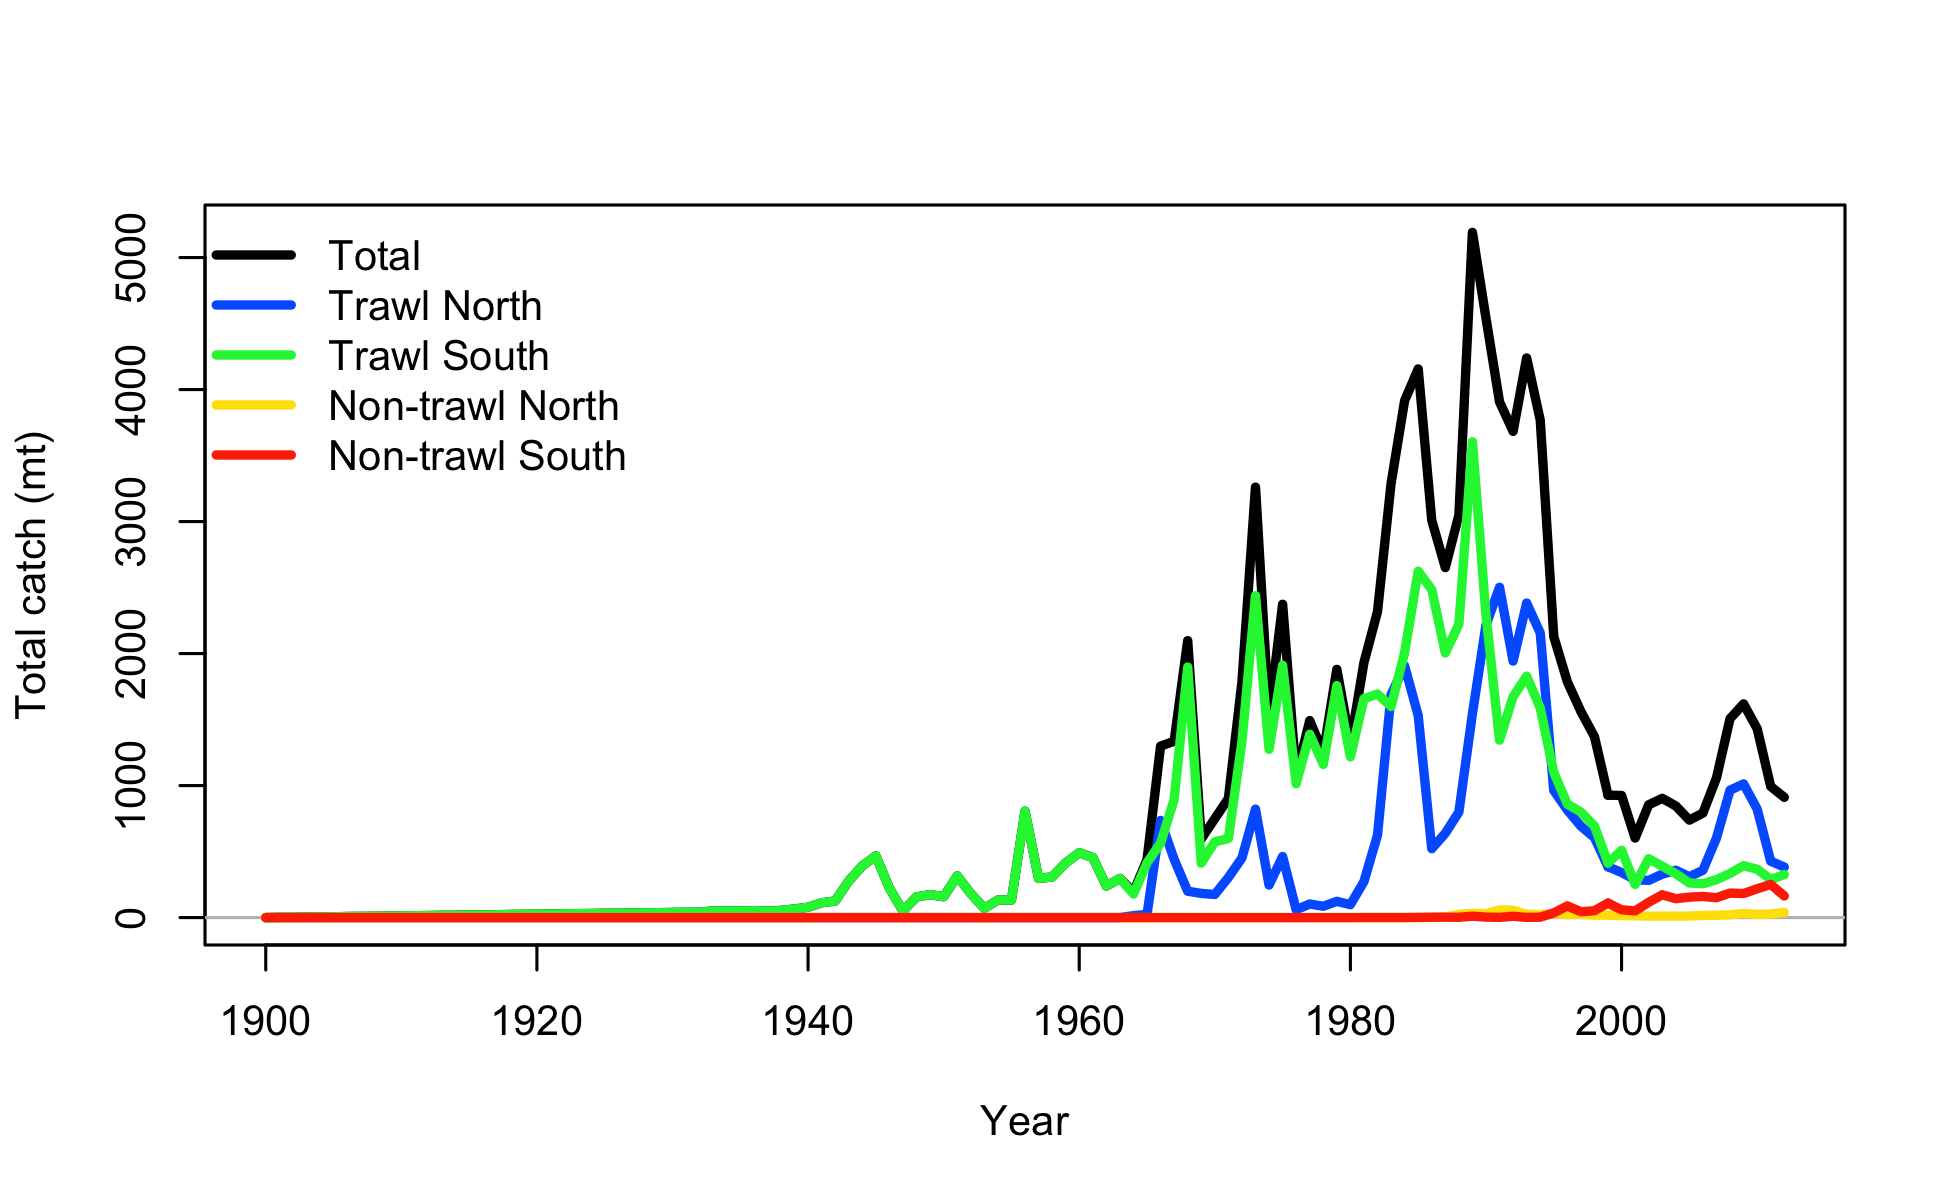 Total
Trawl North
Trawl South
Non-trawl North
Non-trawl South
Total catch (mt)
5000
4000
3000
2000
1000
0
1900 1920 1940 1960 1980 2000
Year